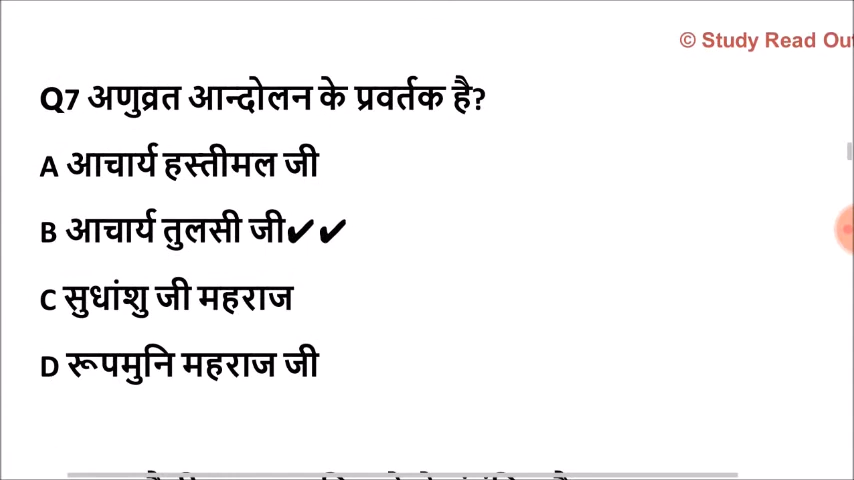 © Study Read Out
Q7 अणुव्रत आन्दोलन के प्रवर्तक है?
A आचार्य हस्तीमल जी
B आचार्य तुलसी जी✔✔
C सुधांशु जी महराज
D रूपमुनि महराज जी